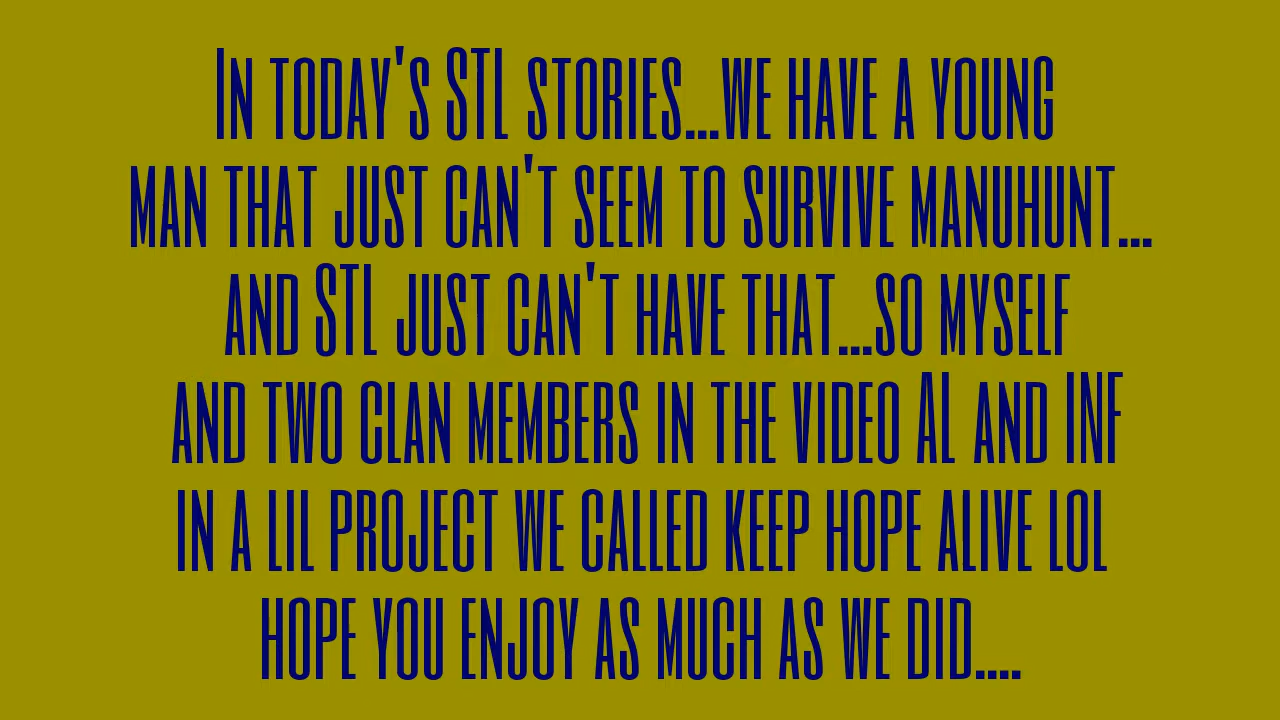 In today's STL stories...we have a young
man that just can't seem to survive manuhunt...
and STL just can't have that...so myself
and two clan members in the video AL and INF
in a lil project we called keep hope alive lol
hope you enjoy as much as we did....